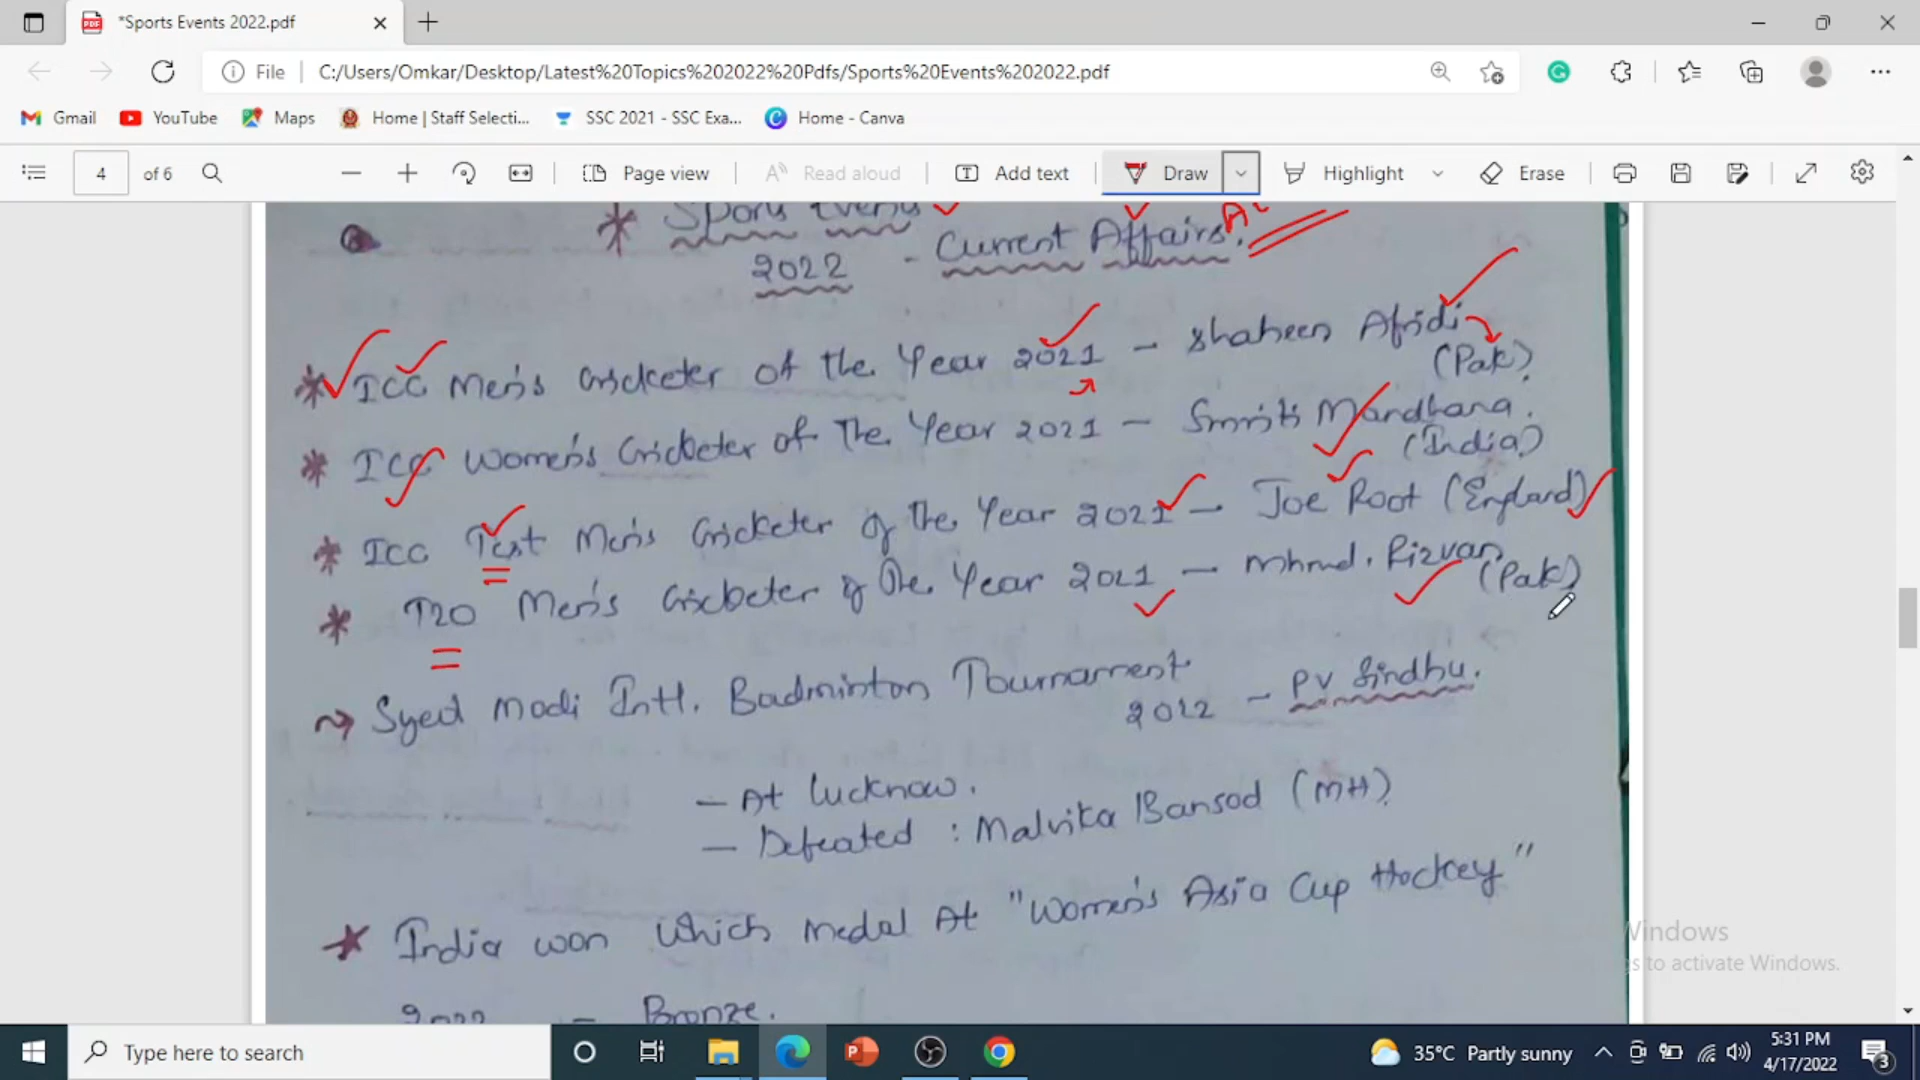 *Sports Events 2022.pdf
File
C:/Users/Omkar/Desktop/Latest%20Topics%202022%20Pdfs/Sports%20Events%202022.pdf
Gmail
YouTube
Maps
Home | Staff Selecti...
SSC 2021 - SSC Exa...
Home - Canva
4 of 6
Page view
Read aloud
Add text
Draw
Highlight
Erase
* Sports Events
2022 - Current Affairs.
* ICC Men's Cricketer of the Year 2021 - Shaheen Afridi
(Pak)
* ICC Women's Cricketer of The Year 2021 - Smriti Mandhana.
(India)
* ICC Test Men's Cricketer of the Year 2021 - Joe Root (England)
* T20 Men's Cricketer of The Year 2021 - Mhmd. Rizvan
(Pak)
→ Syed Modi Intl. Badminton Tournament
2022 - PV Sindhu.
- At Lucknow.
- Defeated : Malvika Bansod (MH)
* India won which medal At "Women's Asia Cup Hockey"
2022 - Bronze.
Windows
s to activate Windows.
Type here to search
35°C Partly sunny
5:31 PM
4/17/2022
3